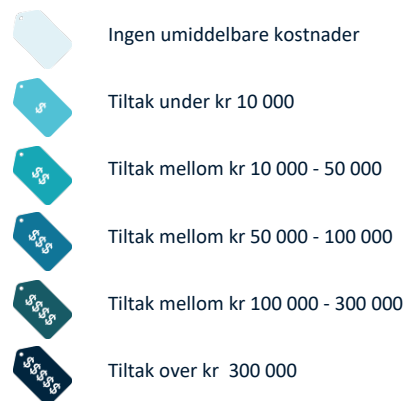 Ingen umiddelbare kostnader
$ Tiltak under kr 10 000
$$ Tiltak mellom kr 10 000 - 50 000
$$$ Tiltak mellom kr 50 000 - 100 000
$$$$ Tiltak mellom kr 100 000 - 300 000
$$$$$ Tiltak over kr  300 000